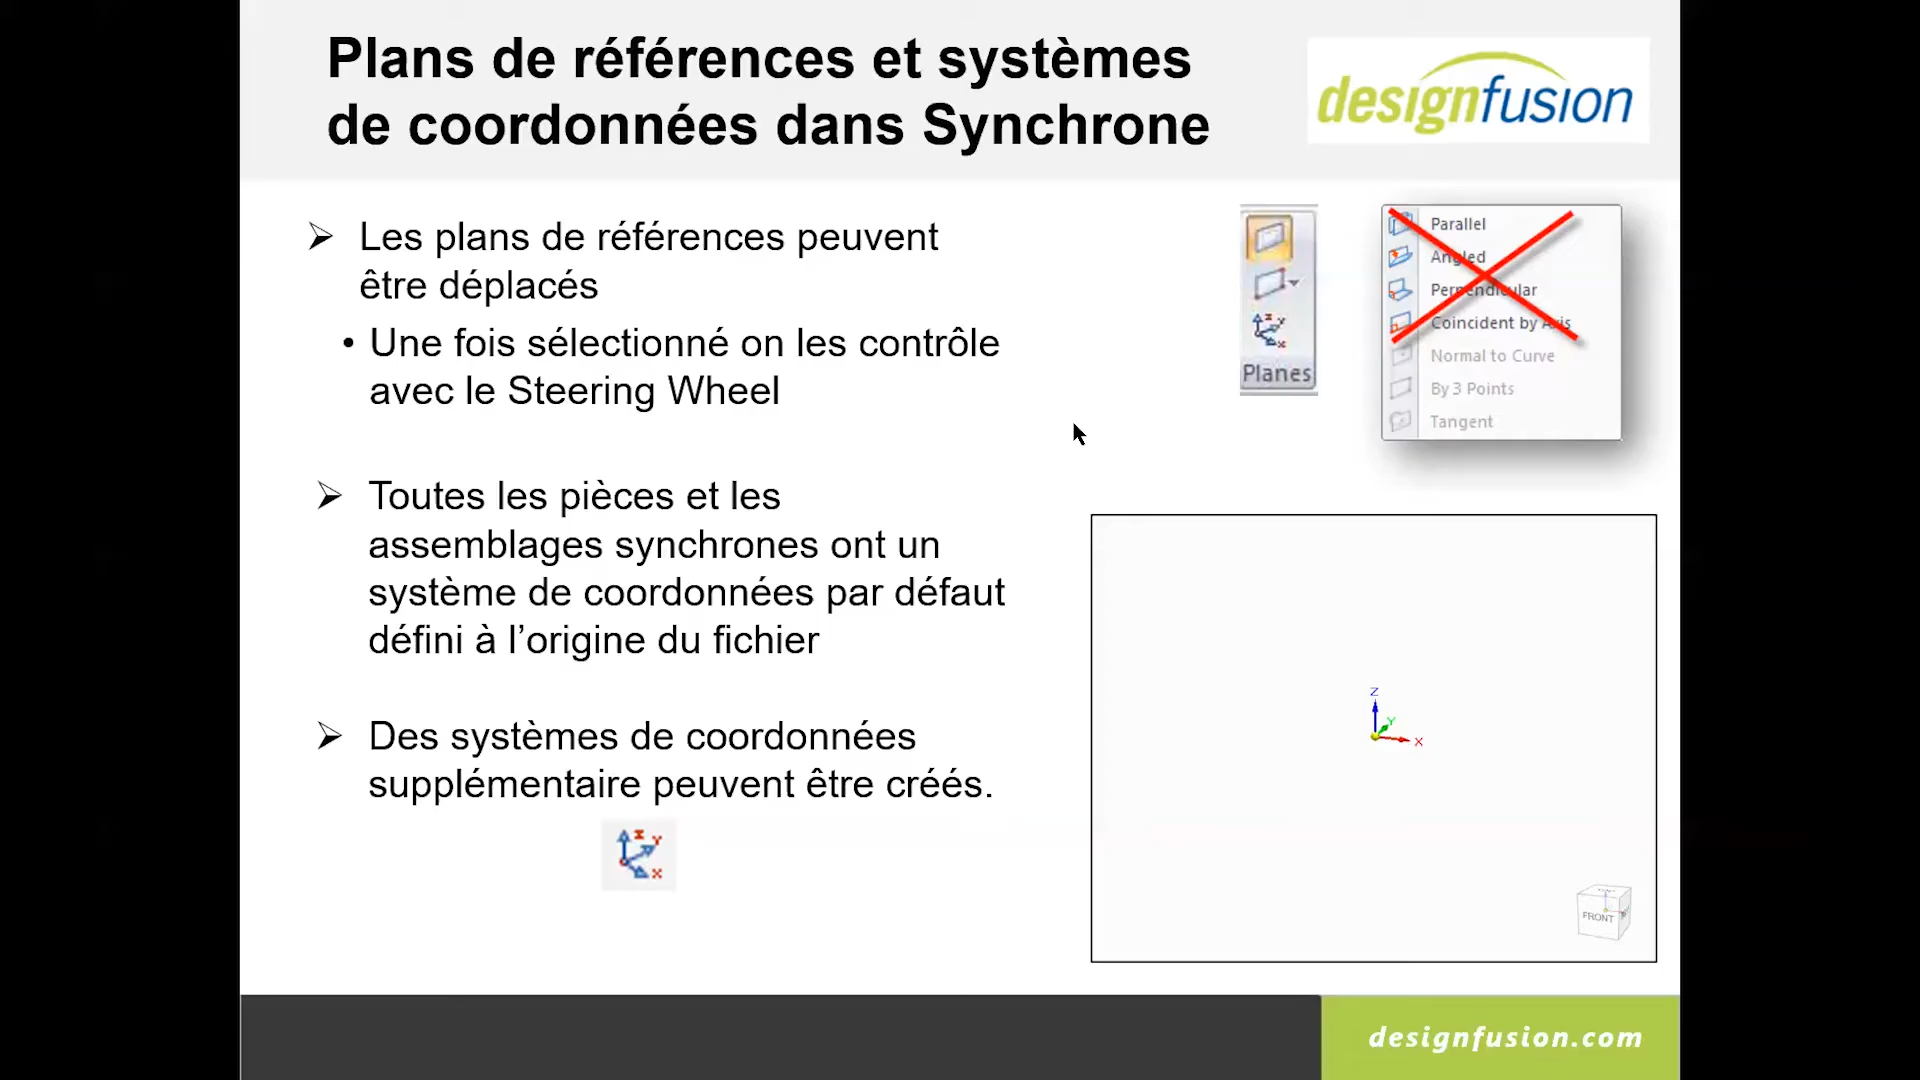 Plans de références et systèmes
de coordonnées dans Synchrone
designfusion
Les plans de références peuvent
être déplacés
• Une fois sélectionné on les contrôle
avec le Steering Wheel
Toutes les pièces et les
assemblages synchrones ont un
système de coordonnées par défaut
défini à l’origine du fichier
Des systèmes de coordonnées
supplémentaire peuvent être créés.
Planes
Parallel
Angled
Perpendicular
Coincident by Axis
Normal to Curve
By 3 Points
Tangent
Z
Y
X
FRONT
designfusion.com